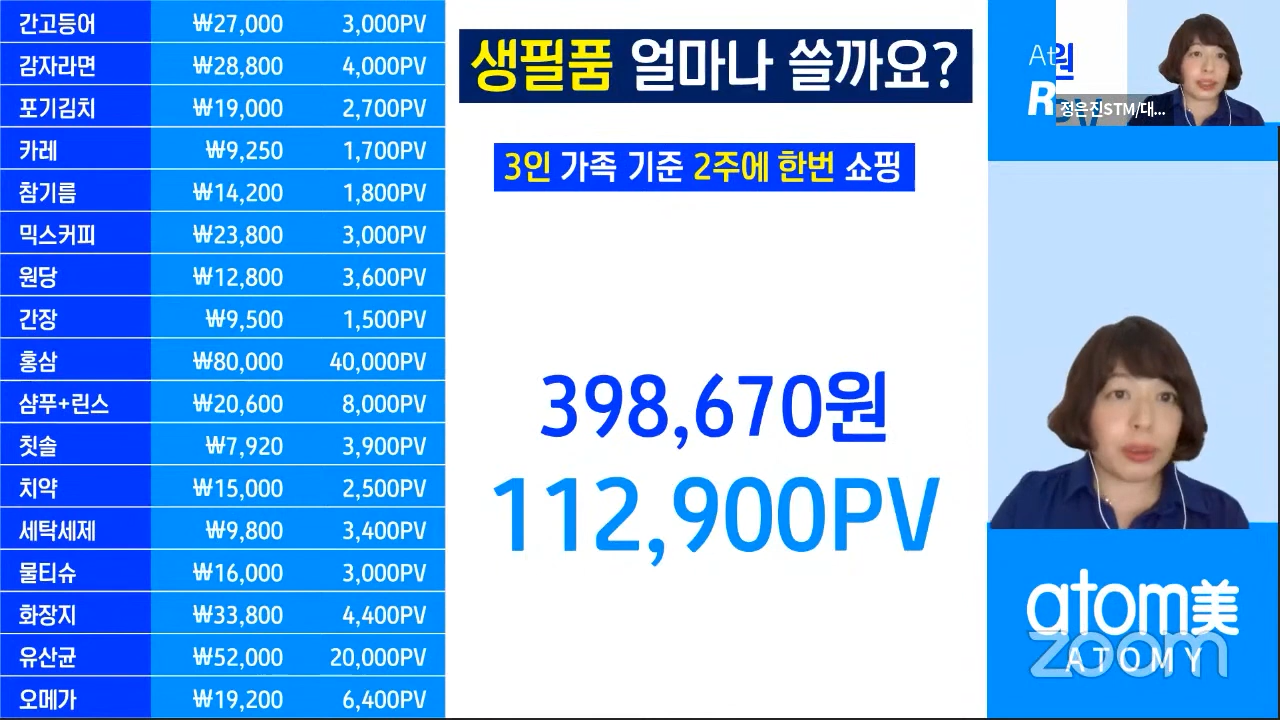 간고등어 ₩27,000 3,000PV
감자라면 ₩28,800 4,000PV
포기김치 ₩19,000 2,700PV
카레 ₩9,250 1,700PV
참기름 ₩14,200 1,800PV
믹스커피 ₩23,800 3,000PV
원당 ₩12,800 3,600PV
간장 ₩9,500 1,500PV
홍삼 ₩80,000 40,000PV
샴푸+린스 ₩20,600 8,000PV
칫솔 ₩7,920 3,900PV
치약 ₩15,000 2,500PV
세탁세제 ₩9,800 3,400PV
물티슈 ₩16,000 3,000PV
화장지 ₩33,800 4,400PV
유산균 ₩52,000 20,000PV
오메가 ₩19,200 6,400PV
생필품 얼마나 쓸까요?
3인 가족 기준 2주에 한번 쇼핑
398,670원
112,900PV
원
정은진STM/대...
atom美
zoom
ATOMY